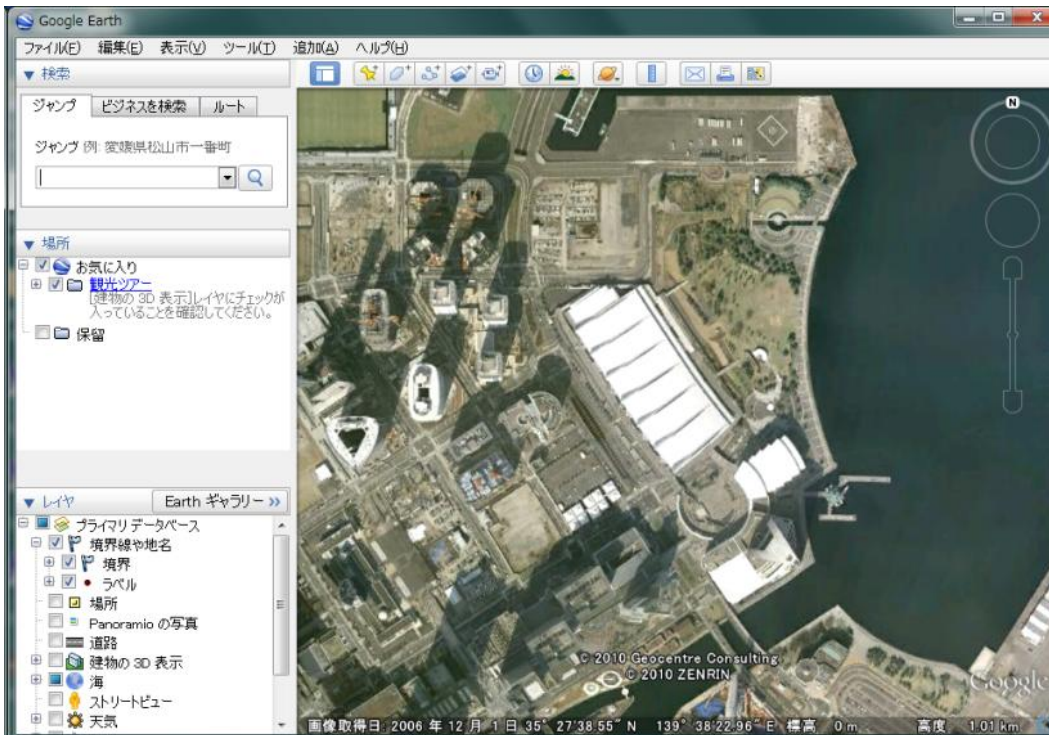 Google Earth
ファイル(F) 編集(E) 表示(V) ツール(T) 追加(A) ヘルプ(H)
▼ 検索
ジャンプ ビジネスを検索 ルート
ジャンプ 例: 愛媛県松山市一番町
▼ 場所
お気に入り
観光ツアー
[建物の 3D 表示]レイヤにチェックが
入っていることを確認してください。
保留
▼ レイヤ Earth ギャラリー >>
プライマリ データベース
境界線や地名
境界
ラベル
場所
Panoramio の写真
道路
建物の 3D 表示
海
ストリートビュー
天気
N
© 2010 Geocentre Consulting
© 2010 ZENRIN
Google
画像取得日: 2006 年 12 月 1 日 35° 27'38.55" N 139° 38'22.96" E 標高 0 m 高度 1.01 km